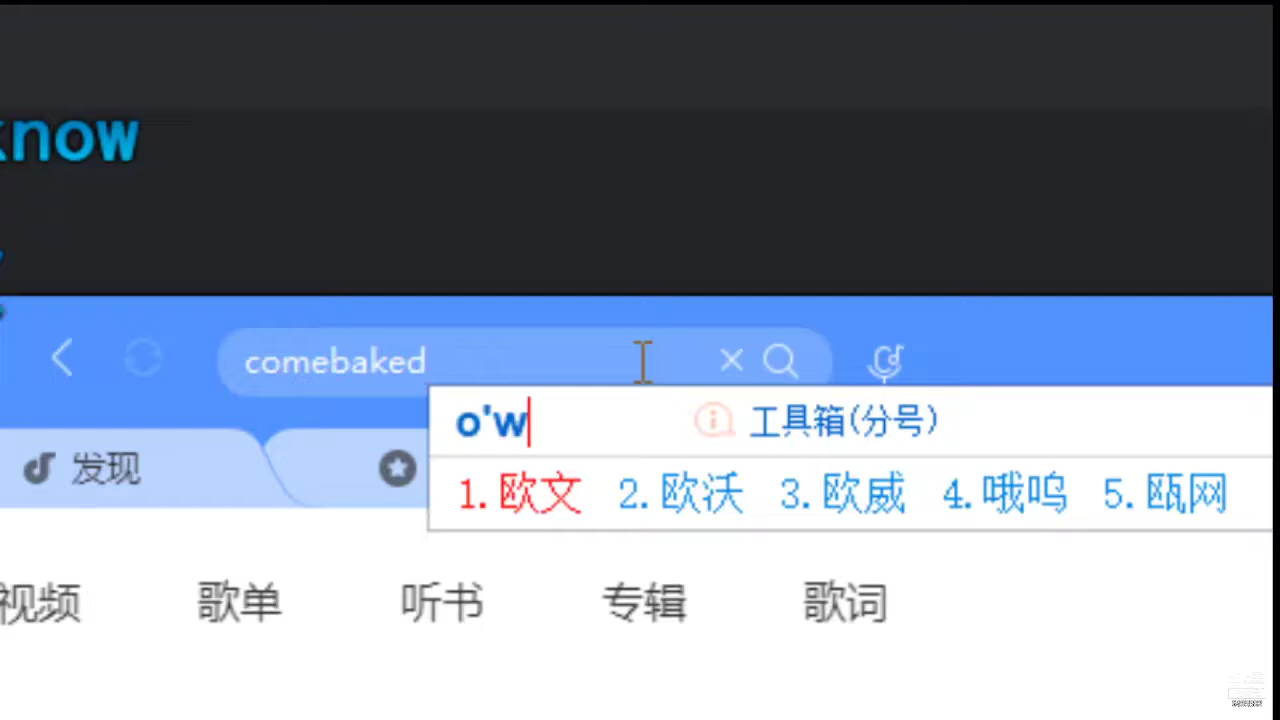 know
comebaked
o'w
工具箱(分号)
1.欧文 2.欧沃 3.欧威 4.哦呜 5.瓯网
发现
视频 歌单 听书 专辑 歌词